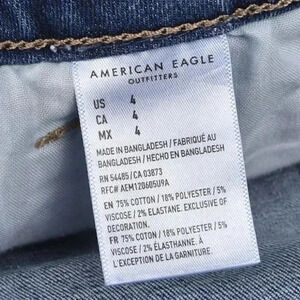 AMERICAN EAGLE
OUTFITTERS
US 4
CA 4
MX 4
MADE IN BANGLADESH / FABRIQUÉ AU
BANGLADESH / HECHO EN BANGLADESH
RN 54485 / CA 03873
RFC# AEM120605U9A
EN 75% COTTON / 18% POLYESTER / 5%
VISCOSE / 2% ELASTANE. EXCLUSIVE OF
DECORATION.
FR 75% COTON / 18% POLYESTER / 5%
VISCOSE / 2% ÉLASTHANNE. À
L'EXCEPTION DE LA GARNITURE